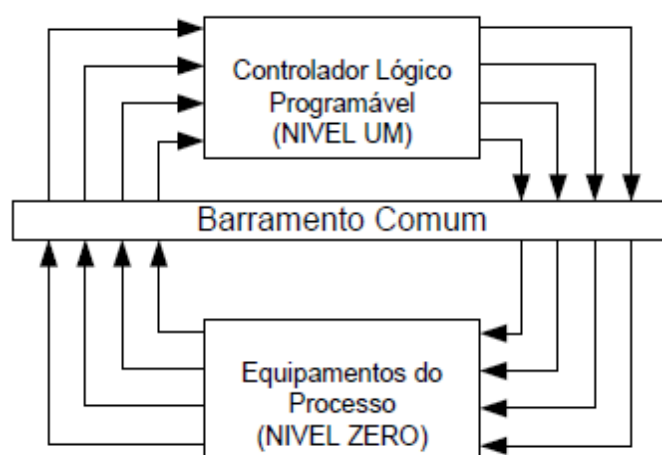 Controlador Lógico
Programável
(NIVEL UM)
Barramento Comum
Equipamentos do
Processo
(NIVEL ZERO)